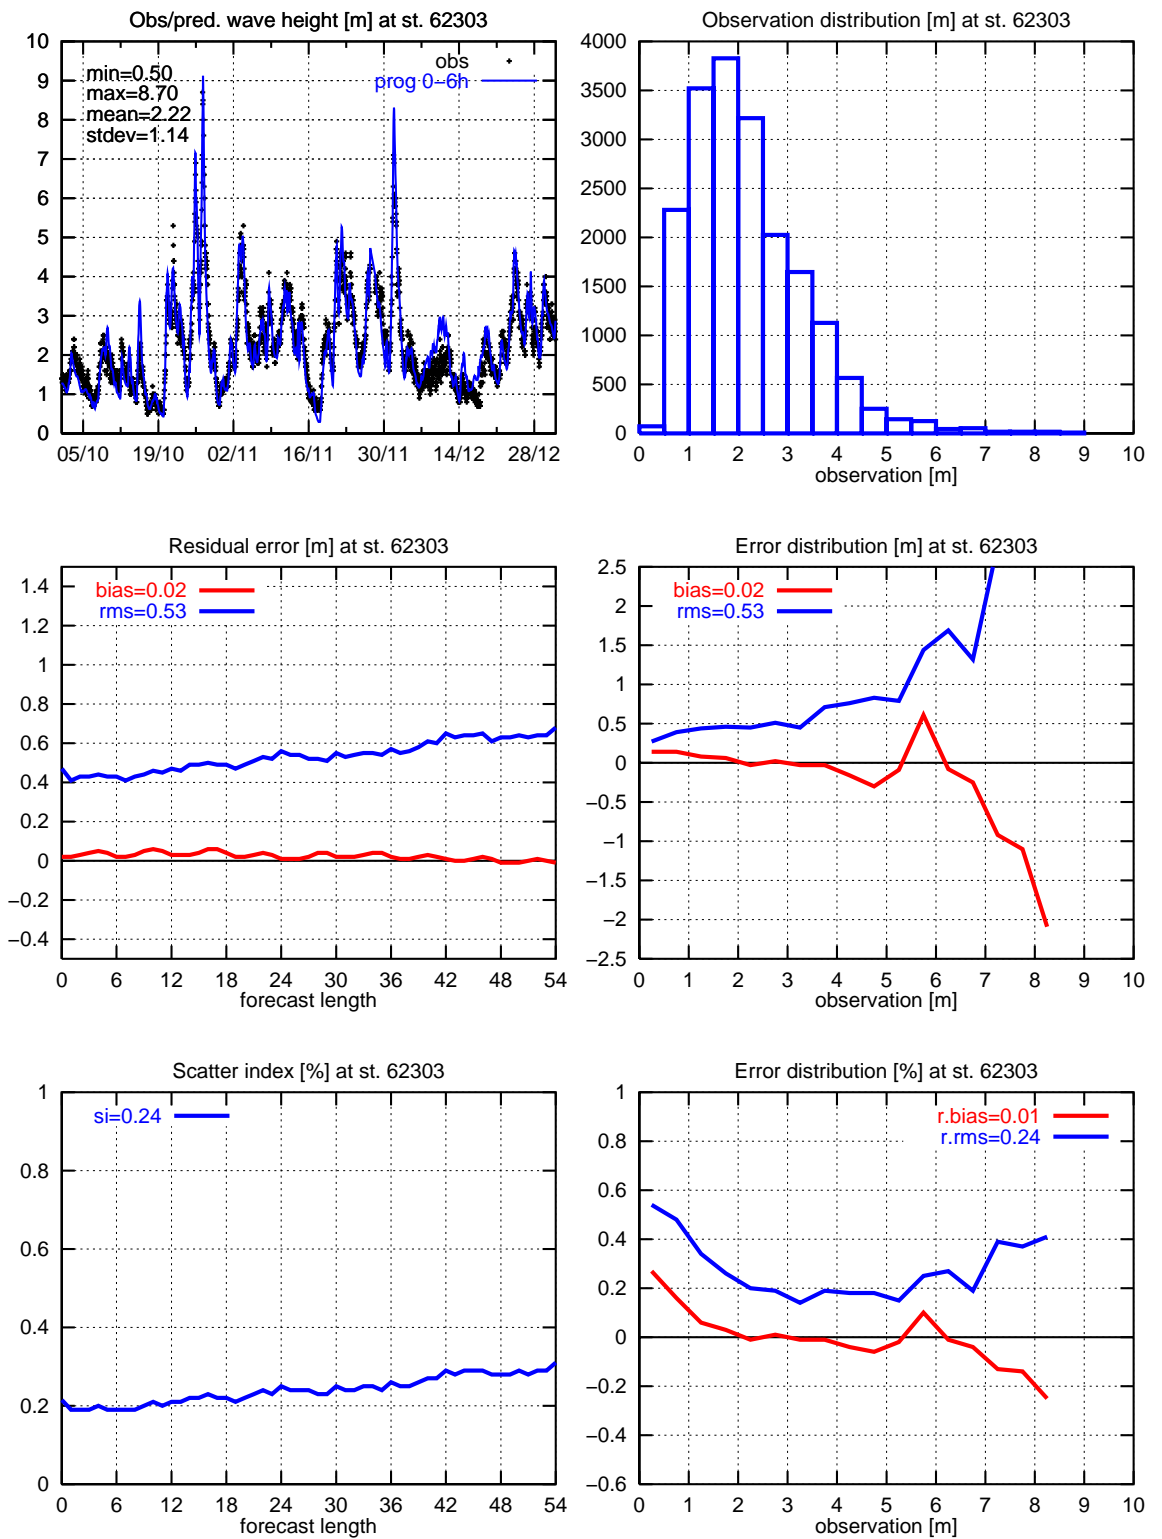 Obs/pred. wave height [m] at st. 62303
10
9
8
7
6
5
4
3
2
1
0
min=0.50
max=8.70
mean=2.22
stdev=1.14
obs
prog 0−6h
05/10 19/10 02/11 16/11 30/11 14/12 28/12
Observation distribution [m] at st. 62303
4000
3500
3000
2500
2000
1500
1000
500
0
0 1 2 3 4 5 6 7 8 9 10
observation [m]
Residual error [m] at st. 62303
1.4
1.2
1
0.8
0.6
0.4
0.2
0
−0.2
−0.4
bias=0.02
rms=0.53
0 6 12 18 24 30 36 42 48 54
forecast length
Error distribution [m] at st. 62303
2.5
2
1.5
1
0.5
0
−0.5
−1
−1.5
−2
−2.5
bias=0.02
rms=0.53
0 1 2 3 4 5 6 7 8 9 10
observation [m]
Scatter index [%] at st. 62303
1
0.8
0.6
0.4
0.2
0
si=0.24
0 6 12 18 24 30 36 42 48 54
forecast length
Error distribution [%] at st. 62303
1
0.8
0.6
0.4
0.2
0
−0.2
−0.4
−0.6
r.bias=0.01
r.rms=0.24
0 1 2 3 4 5 6 7 8 9 10
observation [m]